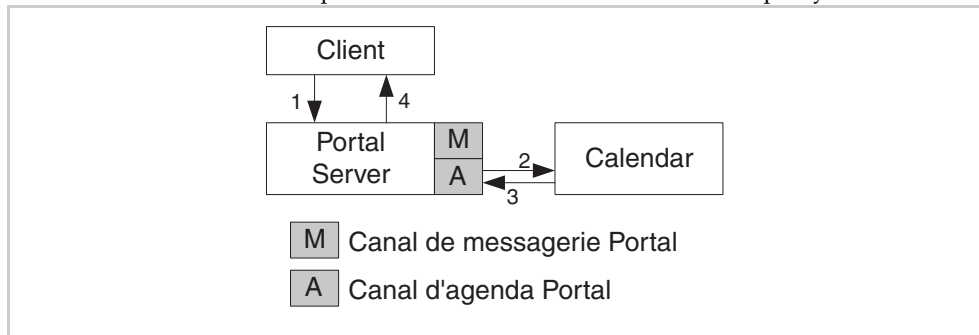 Client
1
4
Portal
Server
M
A
2
3
Calendar
M Canal de messagerie Portal
A Canal d'agenda Portal